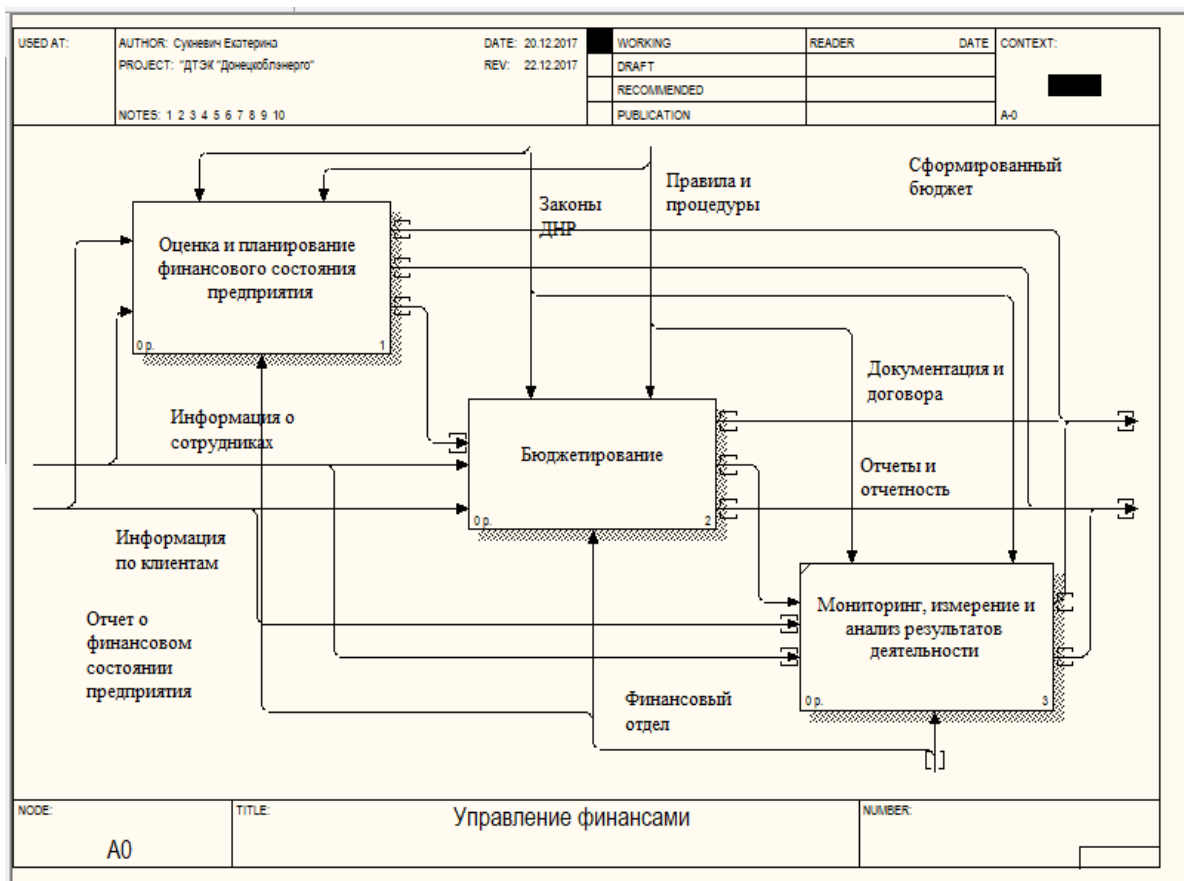 USED AT:
AUTHOR: Сукневич Екатерина
DATE: 20.12.2017
PROJECT: "ДТЭК "Донецкоблэнерго"
REV: 22.12.2017
NOTES: 1 2 3 4 5 6 7 8 9 10
WORKING
DRAFT
RECOMMENDED
PUBLICATION
READER
DATE
CONTEXT:
A-0
Сформированный
бюджет
Правила и
процедуры
Законы
ДНР
Оценка и планирование
финансового состояния
предприятия
0 р.
1
Документация и
договора
Информация о
сотрудниках
Бюджетирование
0 р.
2
Отчеты и
отчетность
Информация
по клиентам
Отчет о
финансовом
состоянии
предприятия
Мониторинг, измерение и
анализ результатов
деятельности
0 р.
3
Финансовый
отдел
NODE:
A0
TITLE:
Управление финансами
NUMBER: